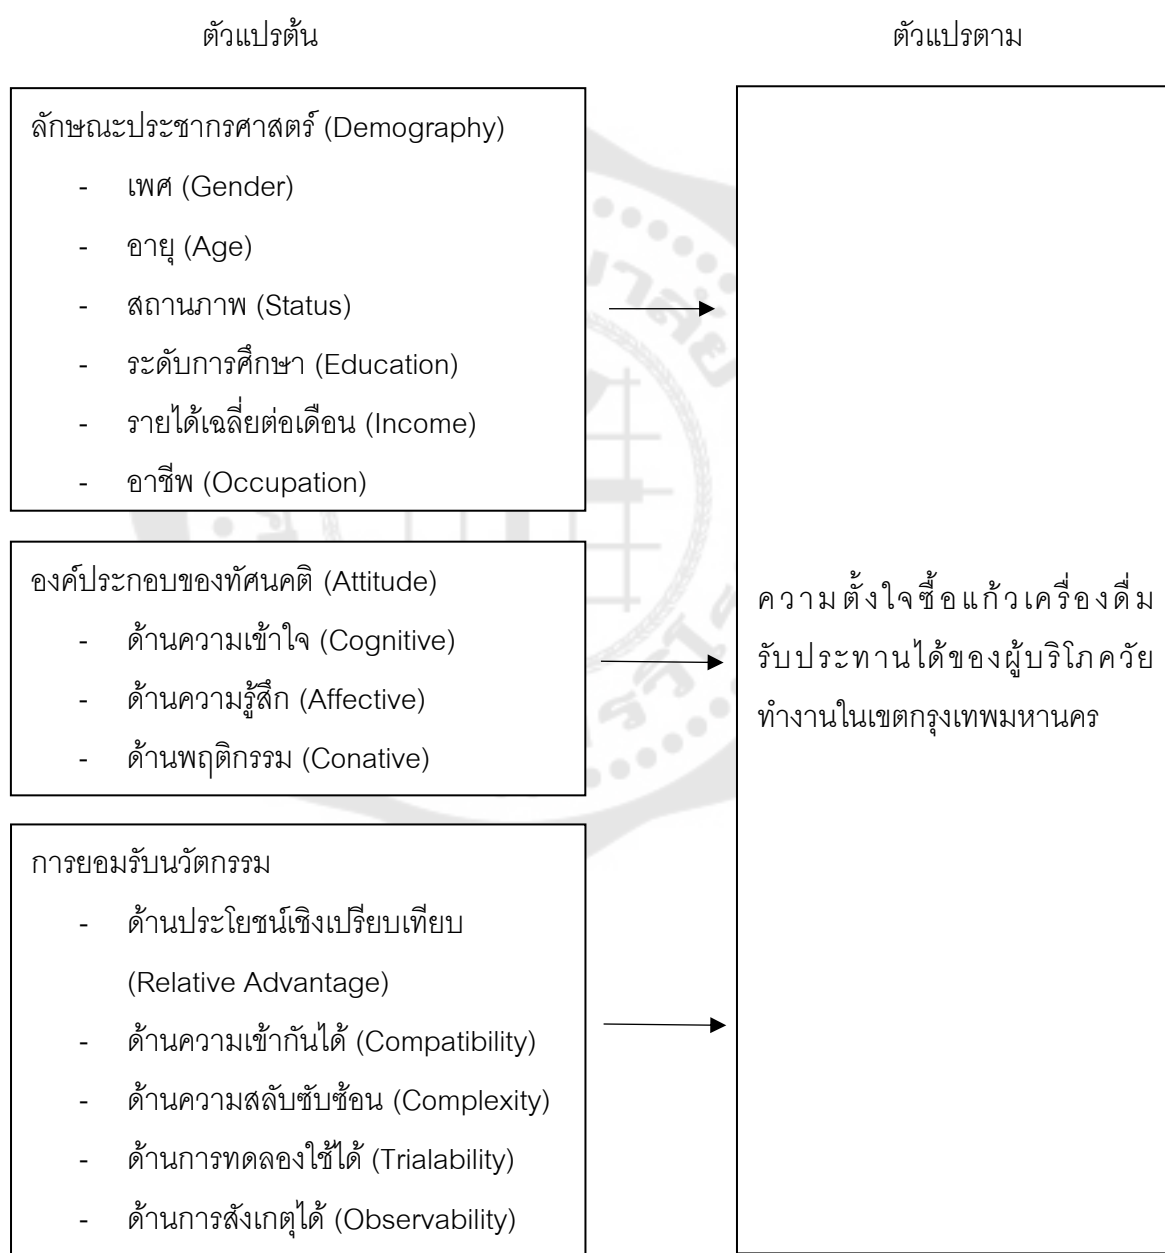 ตัวแปรต้น
ตัวแปรตาม
ลักษณะประชากรศาสตร์ (Demography)
- เพศ (Gender)
- อายุ (Age)
- สถานภาพ (Status)
- ระดับการศึกษา (Education)
- รายได้เฉลี่ยต่อเดือน (Income)
- อาชีพ (Occupation)
องค์ประกอบของทัศนคติ (Attitude)
- ด้านความเข้าใจ (Cognitive)
- ด้านความรู้สึก (Affective)
- ด้านพฤติกรรม (Conative)
การยอมรับนวัตกรรม
- ด้านประโยชน์เชิงเปรียบเทียบ
(Relative Advantage)
- ด้านความเข้ากันได้ (Compatibility)
- ด้านความสลับซับซ้อน (Complexity)
- ด้านการทดลองใช้ได้ (Trialability)
- ด้านการสังเกตุได้ (Observability)
ความตั้งใจซื้อแก้วเครื่องดื่ม
รับประทานได้ของผู้บริโภควัย
ทำงานในเขตกรุงเทพมหานคร